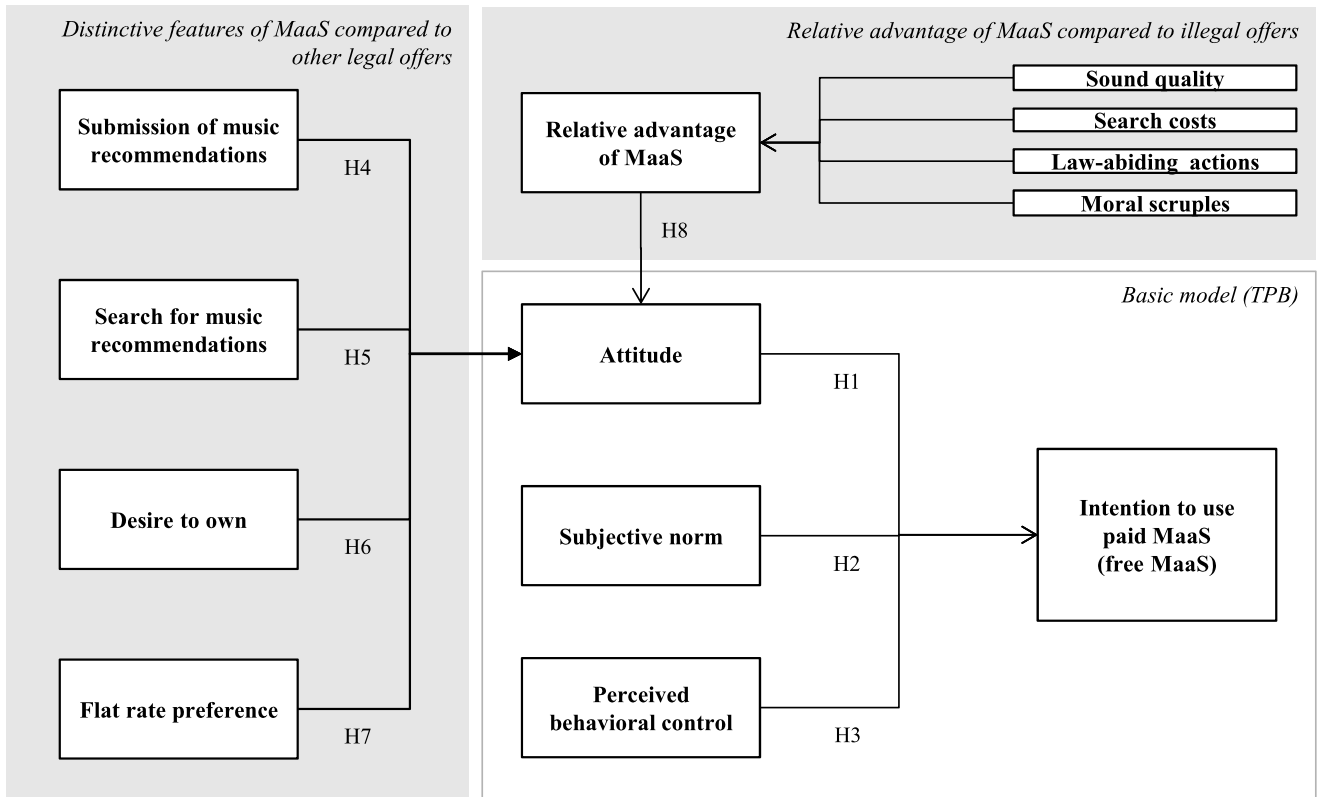 Distinctive features of MaaS compared to
other legal offers
Submission of music
recommendations
H4
Search for music
recommendations
H5
Desire to own
H6
Flat rate preference
H7
Relative advantage of MaaS compared to illegal offers
Relative advantage
of MaaS
Sound quality
Search costs
Law-abiding actions
Moral scruples
H8
Basic model (TPB)
Attitude
H1
Subjective norm
H2
Perceived
behavioral control
H3
Intention to use
paid MaaS
(free MaaS)